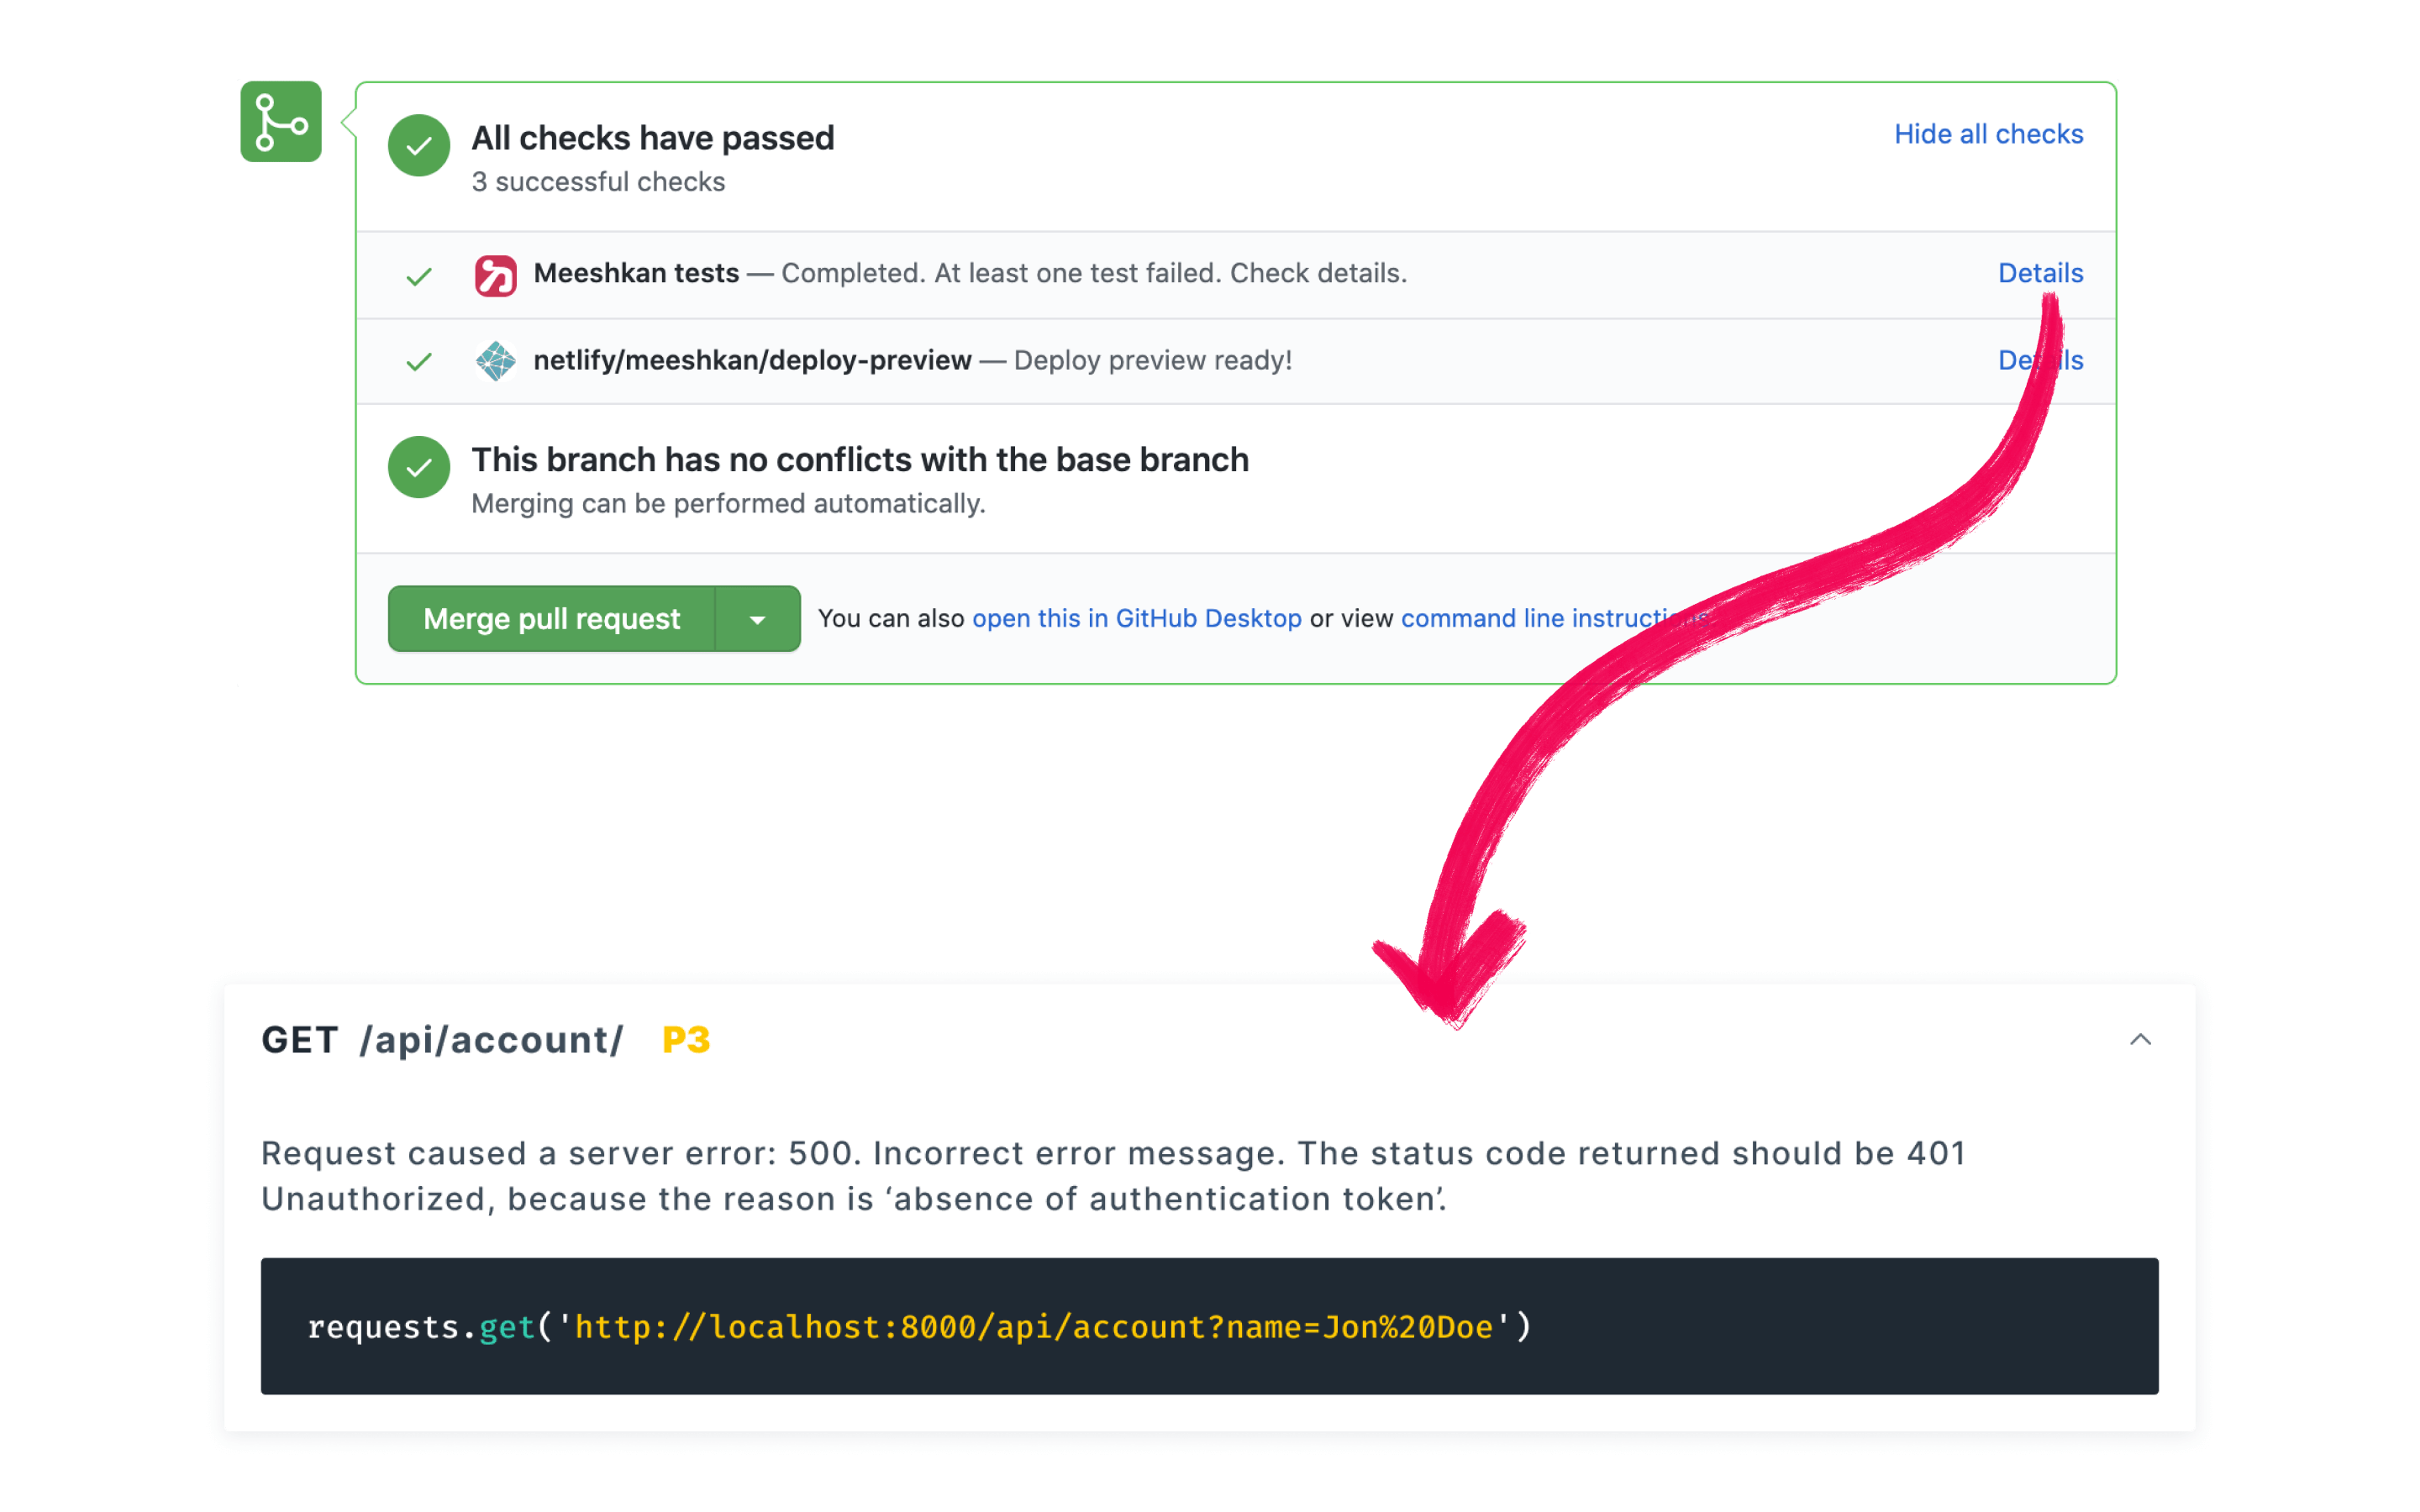 All checks have passed
Hide all checks
3 successful checks
Meeshkan tests — Completed. At least one test failed. Check details.
Details
netlify/meeshkan/deploy-preview — Deploy preview ready!
Details
This branch has no conflicts with the base branch
Merging can be performed automatically.
Merge pull request
You can also open this in GitHub Desktop or view command line instructions.
GET /api/account/ P3
Request caused a server error: 500. Incorrect error message. The status code returned should be 401
Unauthorized, because the reason is ‘absence of authentication token’.
requests.get('http://localhost:8000/api/account?name=Jon%20Doe')